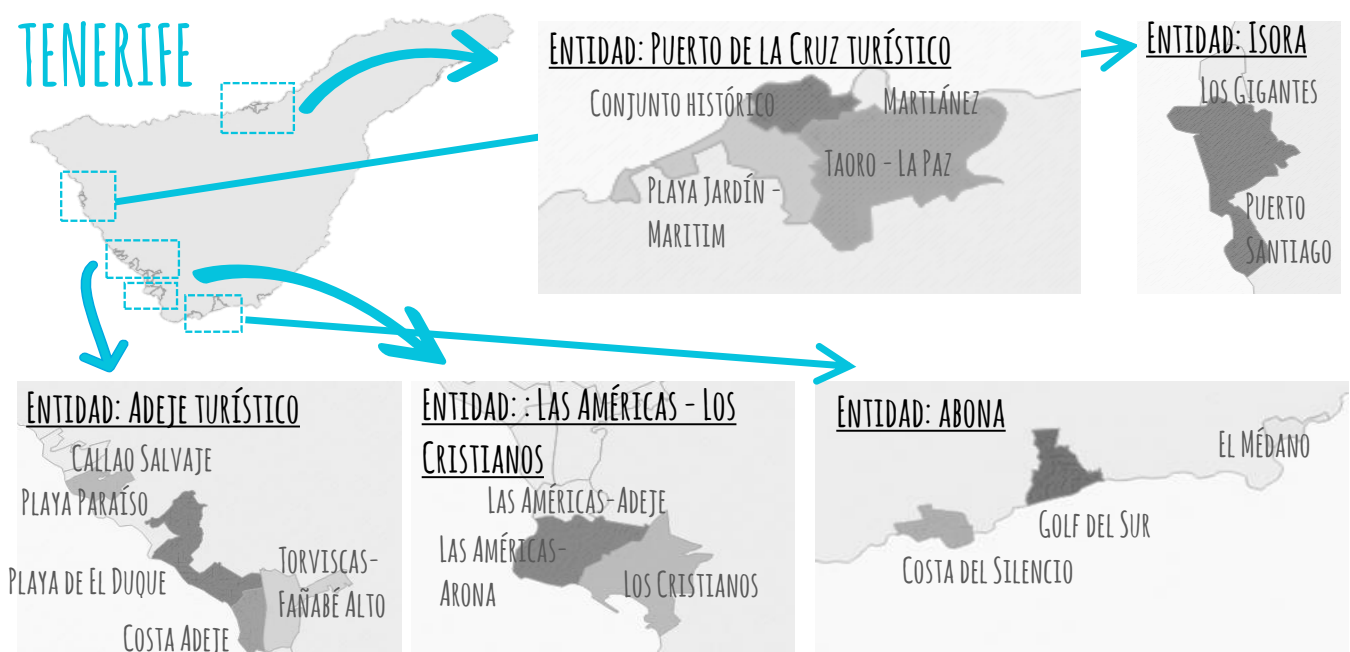 TENERIFE
ENTIDAD: PUERTO DE LA CRUZ TURÍSTICO
CONJUNTO HISTÓRICO
MARTIÁNEZ
TAORO - LA PAZ
PLAYA JARDÍN -
MARITIM
ENTIDAD: ISORA
LOS GIGANTES
PUERTO
SANTIAGO
ENTIDAD: ADEJE TURÍSTICO
CALLAO SALVAJE
PLAYA PARAÍSO
PLAYA DE EL DUQUE
TORVISCAS-
FAÑABÉ ALTO
COSTA ADEJE
ENTIDAD: : LAS AMÉRICAS - LOS
CRISTIANOS
LAS AMÉRICAS-ADEJE
LAS AMÉRICAS-
ARONA
LOS CRISTIANOS
ENTIDAD: ABONA
EL MÉDANO
GOLF DEL SUR
COSTA DEL SILENCIO